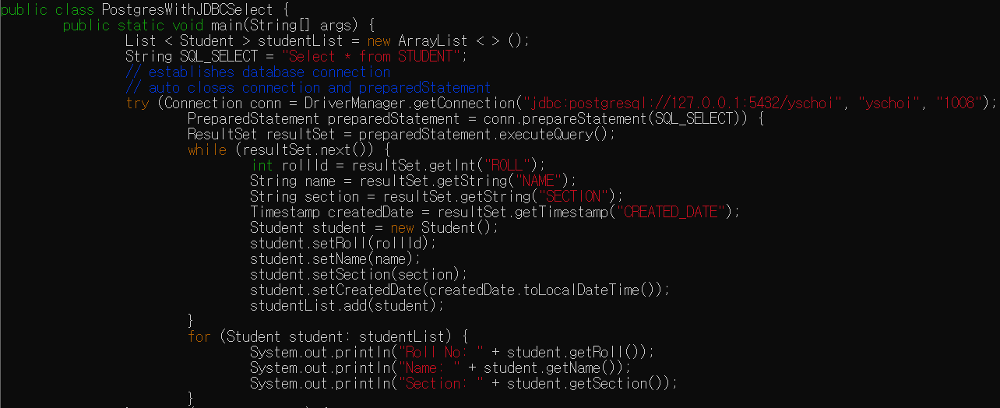 public class PostgresWithJDBCSelect {
public static void main(String[] args) {
List < Student > studentList = new ArrayList < > ();
String SQL_SELECT = "Select * from STUDENT";
// establishes database connection
// auto closes connection and preparedStatement
try (Connection conn = DriverManager.getConnection("jdbc:postgresql://127.0.0.1:5432/yschoi", "yschoi", "1008");
PreparedStatement preparedStatement = conn.prepareStatement(SQL_SELECT)) {
ResultSet resultSet = preparedStatement.executeQuery();
while (resultSet.next()) {
int rollId = resultSet.getInt("ROLL");
String name = resultSet.getString("NAME");
String section = resultSet.getString("SECTION");
Timestamp createdDate = resultSet.getTimestamp("CREATED_DATE");
Student student = new Student();
student.setRoll(rollId);
student.setName(name);
student.setSection(section);
student.setCreatedDate(createdDate.toLocalDateTime());
studentList.add(student);
}
for (Student student: studentList) {
System.out.println("Roll No: " + student.getRoll());
System.out.println("Name: " + student.getName());
System.out.println("Section: " + student.getSection());
}